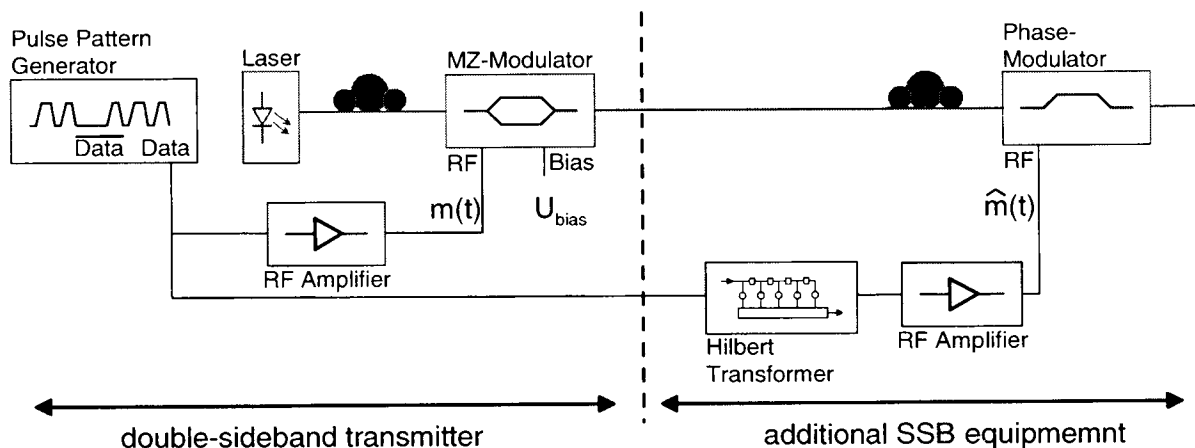 Pulse Pattern
Generator
Data Data
Laser
MZ-Modulator
RF Bias
m(t)
U_bias
RF Amplifier
Phase-
Modulator
RF
m̂(t)
Hilbert
Transformer
RF Amplifier
double-sideband transmitter
additional SSB equipmemnt